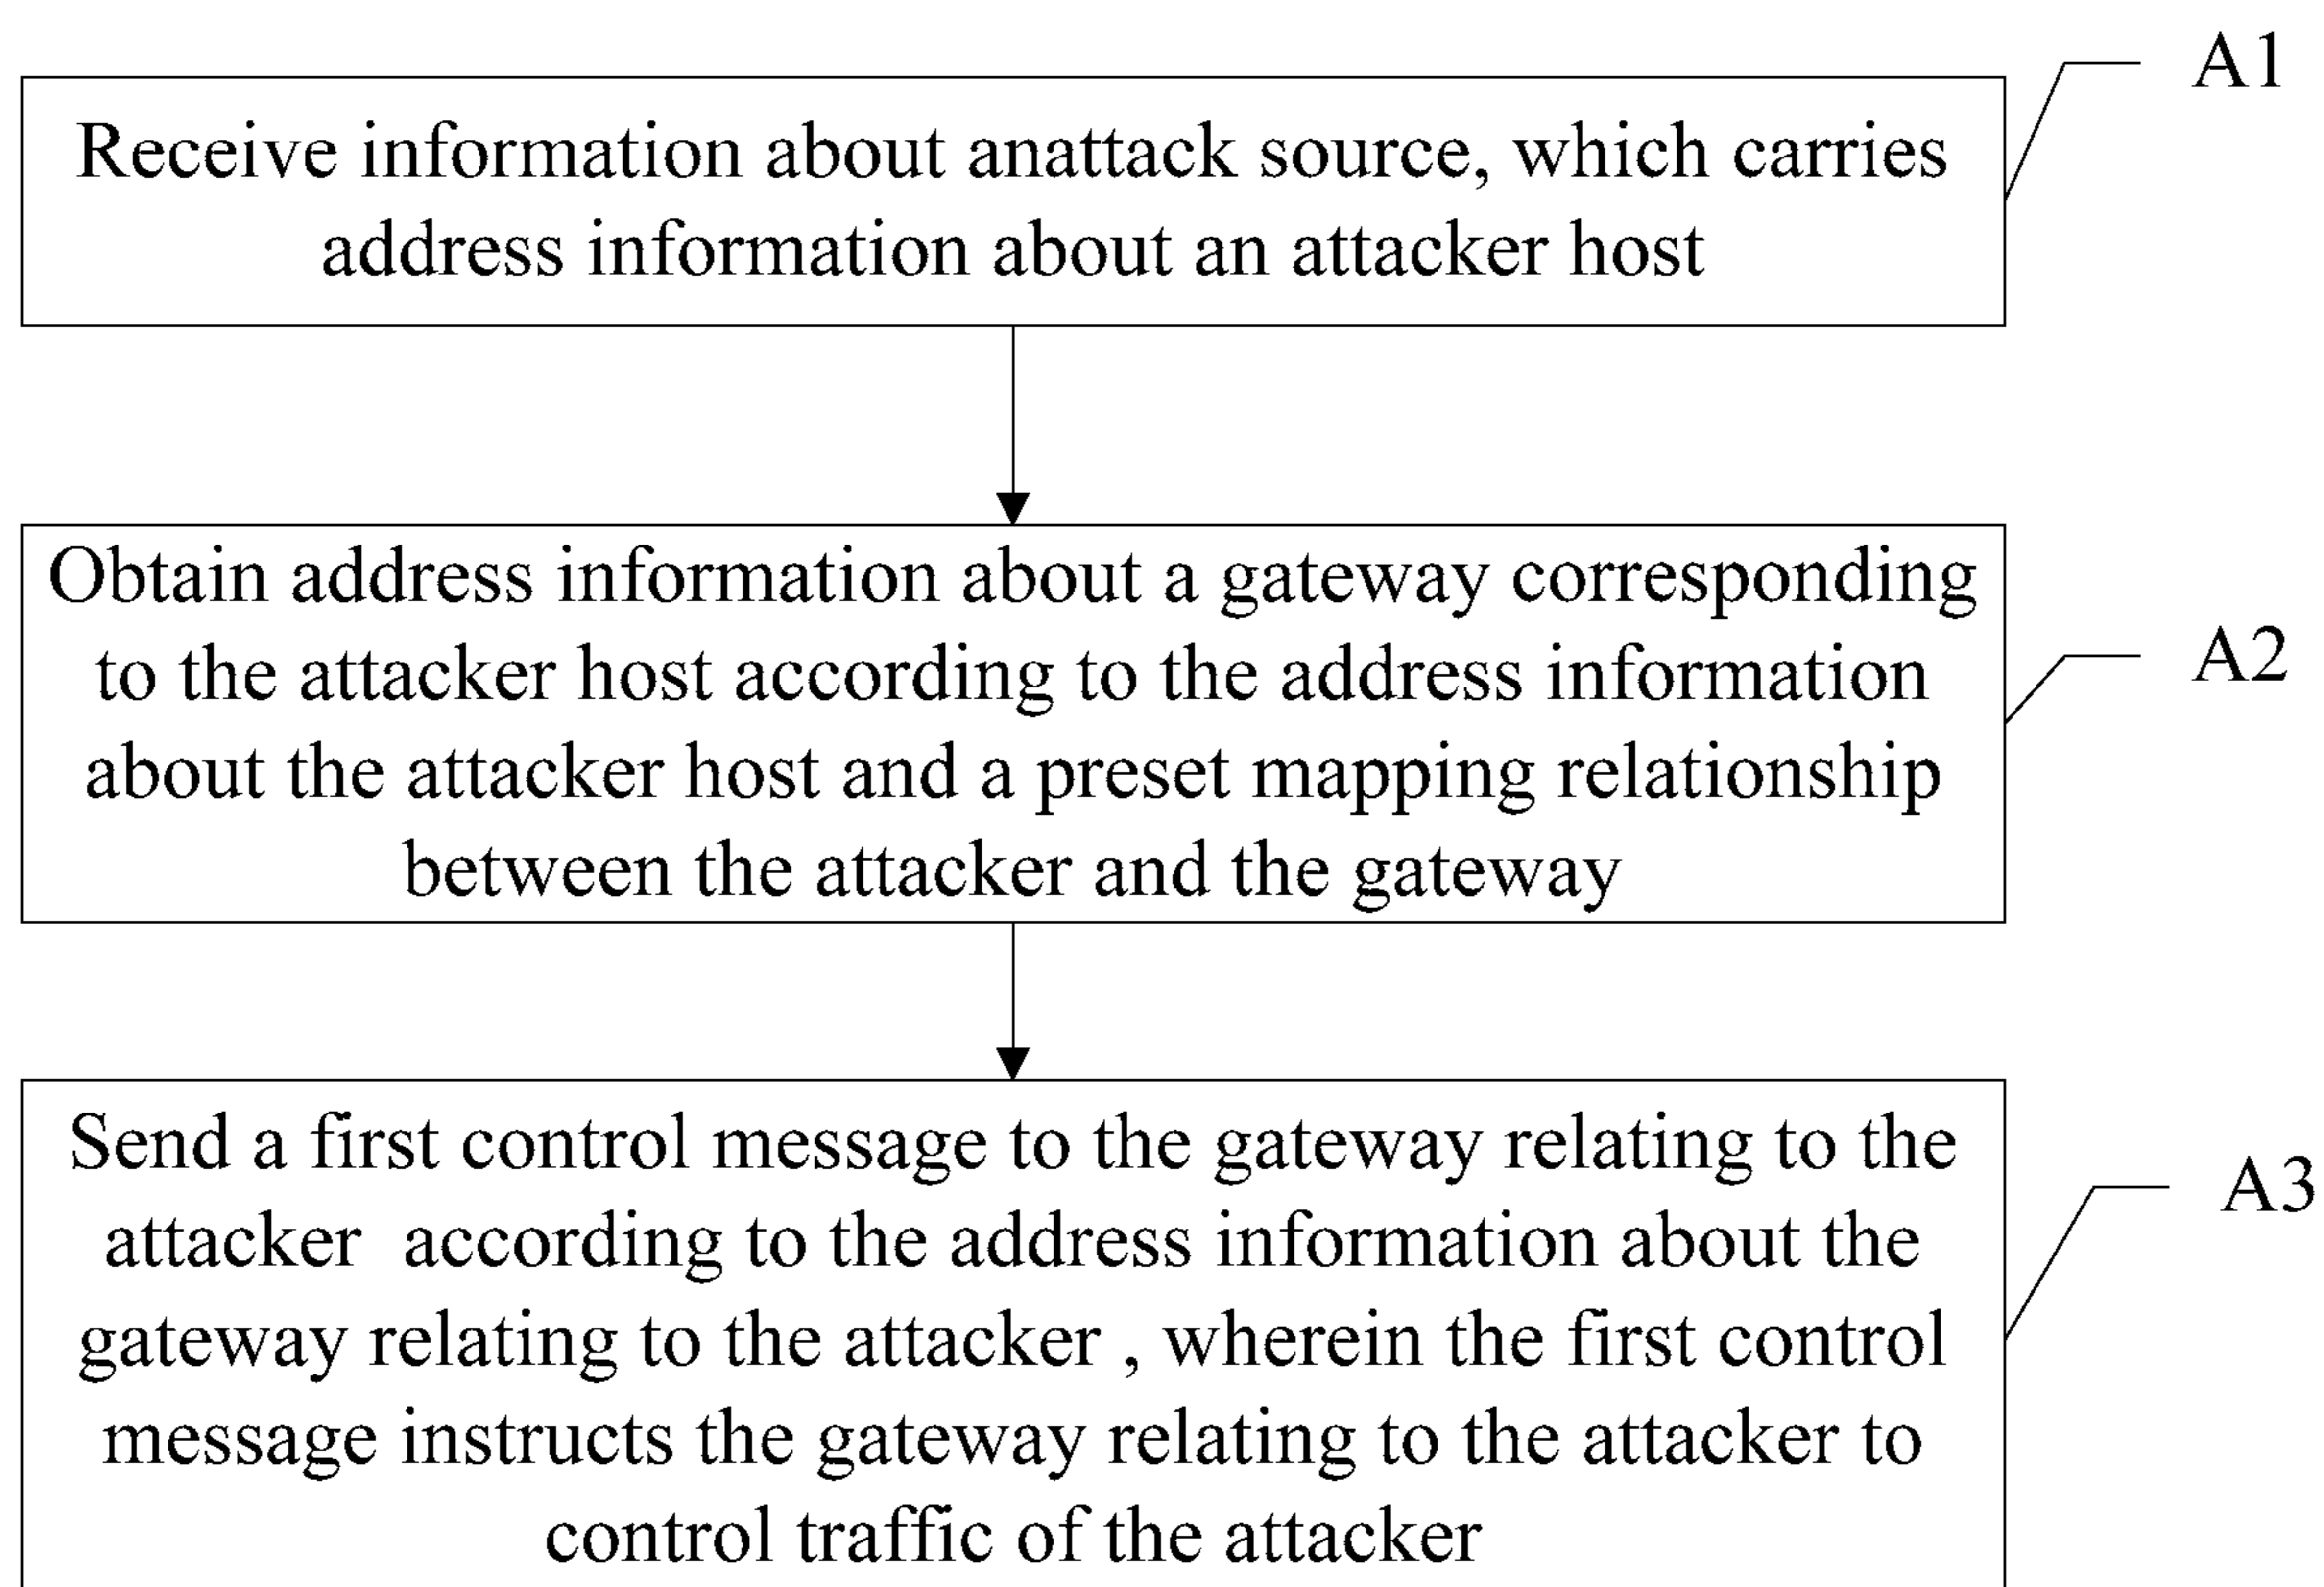 A1
Receive information about anattack source, which carries
address information about an attacker host
Obtain address information about a gateway corresponding
to the attacker host according to the address information
about the attacker host and a preset mapping relationship
between the attacker and the gateway
A2
Send a first control message to the gateway relating to the
attacker according to the address information about the
gateway relating to the attacker , wherein the first control
message instructs the gateway relating to the attacker to
control traffic of the attacker
A3